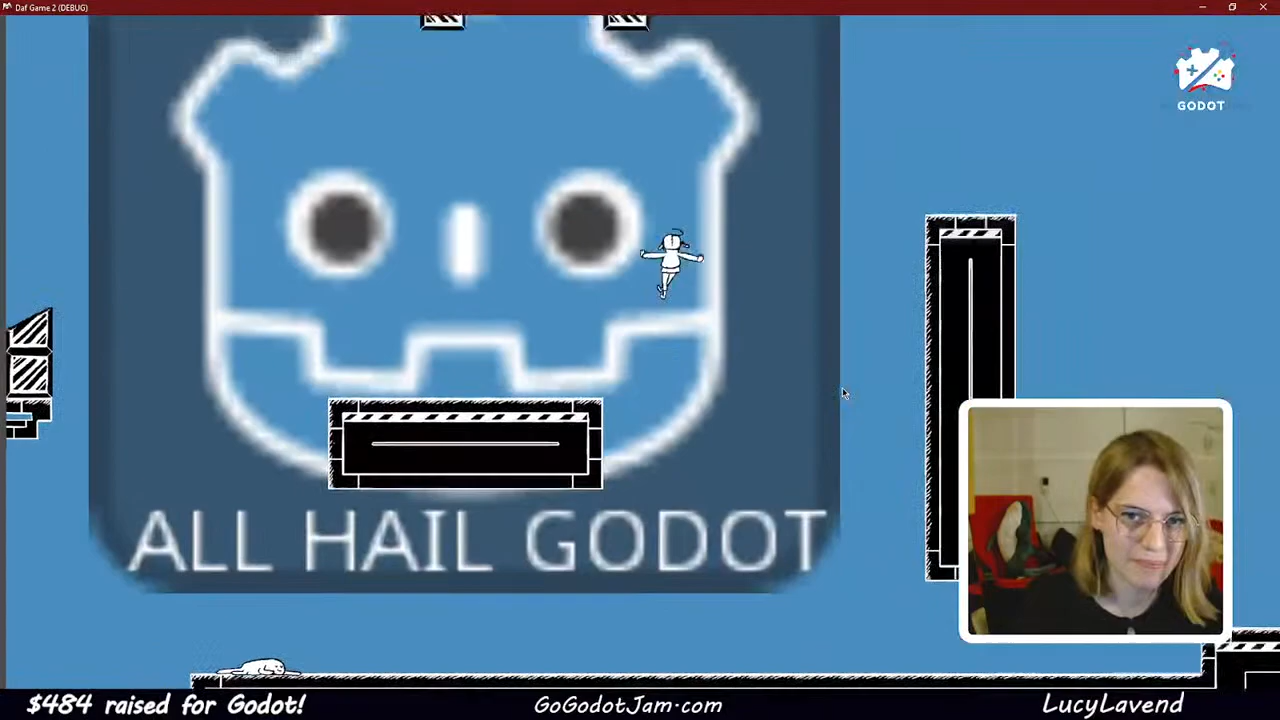 Daf Game 2 (DEBUG)
GODOT
ALL HAIL GODOT
$484 raised for Godot!
GoGodotJam.com
LucyLavend